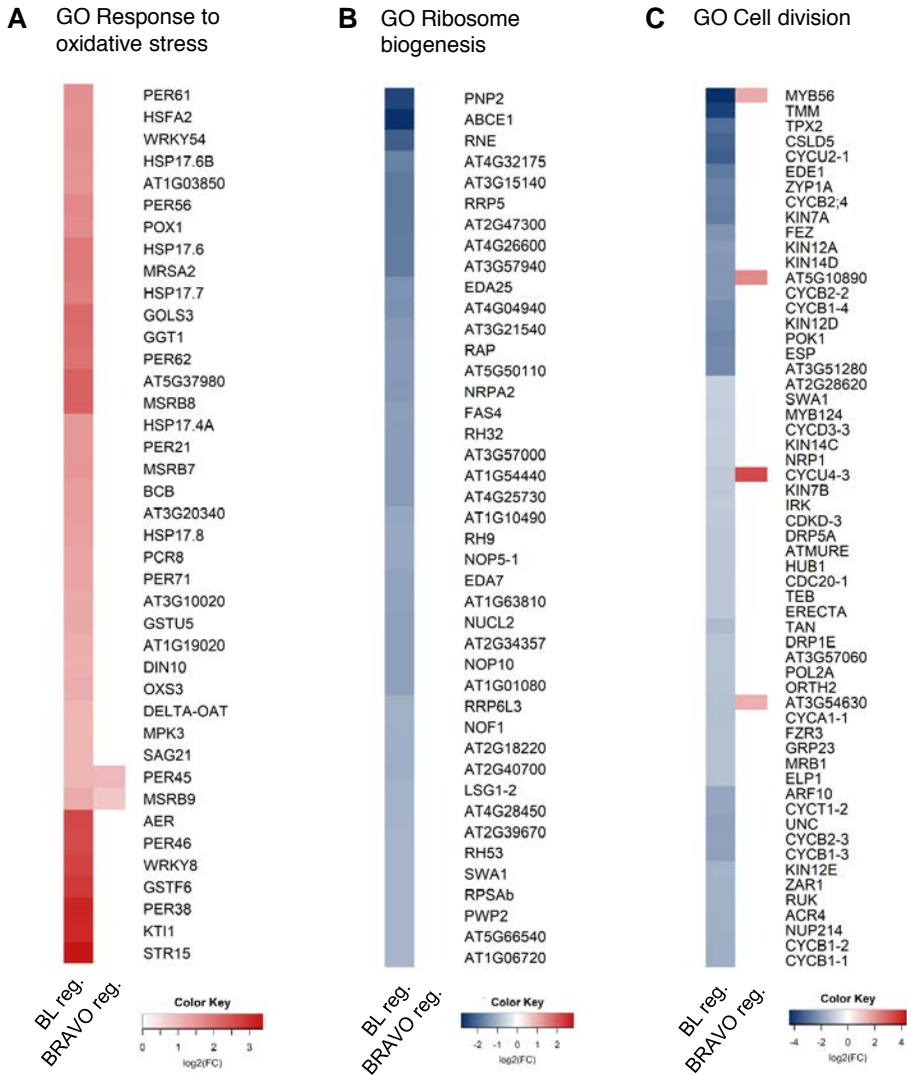 A
GO Response to
oxidative stress
PER61
HSFA2
WRKY54
HSP17.6B
AT1G03850
PER56
POX1
HSP17.6
MRSA2
HSP17.7
GOLS3
GGT1
PER62
AT5G37980
MSRB8
HSP17.4A
PER21
MSRB7
BCB
AT3G20340
HSP17.8
PCR8
PER71
AT3G10020
GSTU5
AT1G19020
DIN10
OXS3
DELTA-OAT
MPK3
SAG21
PER45
MSRB9
AER
PER46
WRKY8
GSTF6
PER38
KTI1
STR15
BL reg.
BRAVO reg.
Color Key
0 1 2 3
log2(FC)
B
GO Ribosome
biogenesis
PNP2
ABCE1
RNE
AT4G32175
AT3G15140
RRP5
AT2G47300
AT4G26600
AT3G57940
EDA25
AT4G04940
AT3G21540
RAP
AT5G50110
NRPA2
FAS4
RH32
AT3G57000
AT1G54440
AT4G25730
AT1G10490
RH9
NOP5-1
EDA7
AT1G63810
NUCL2
AT2G34357
NOP10
AT1G01080
RRP6L3
NOF1
AT2G18220
AT2G40700
LSG1-2
AT4G28450
AT2G39670
RH53
SWA1
RPSAb
PWP2
AT5G66540
AT1G06720
BL reg.
BRAVO reg.
Color Key
-2 -1 0 1 2
log2(FC)
C
GO Cell division
MYB56
TMM
TPX2
CSLD5
CYCU2-1
EDE1
ZYP1A
CYCB2;4
KIN7A
FEZ
KIN12A
KIN14D
AT5G10890
CYCB2-2
CYCB1-4
KIN12D
POK1
ESP
AT3G51280
AT2G28620
SWA1
MYB124
CYCD3-3
KIN14C
NRP1
CYCU4-3
KIN7B
IRK
CDKD-3
DRP5A
ATMURE
HUB1
CDC20-1
TEB
ERECTA
TAN
DRP1E
AT3G57060
POL2A
ORTH2
AT3G54630
CYCA1-1
FZR3
GRP23
MRB1
ELP1
ARF10
CYCT1-2
UNC
CYCB2-3
CYCB1-3
KIN12E
ZAR1
RUK
ACR4
NUP214
CYCB1-2
CYCB1-1
BL reg.
BRAVO reg.
Color Key
-4 -2 0 2 4
log2(FC)